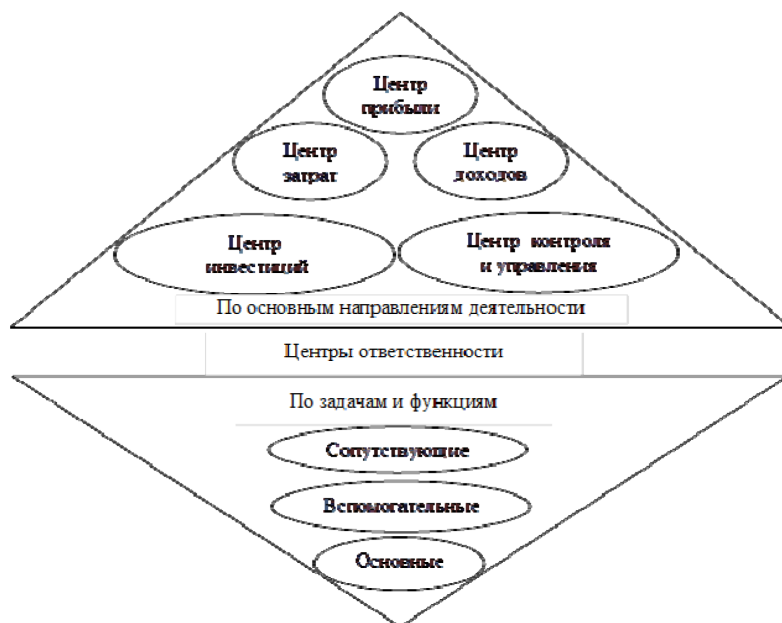 Центр
прибыли
Центр
затрат
Центр
доходов
Центр
инвестиций
Центр контроля
и управления
По основным направлениям деятельности
Центры ответственности
По задачам и функциям
Сопутствующие
Вспомогательные
Основные